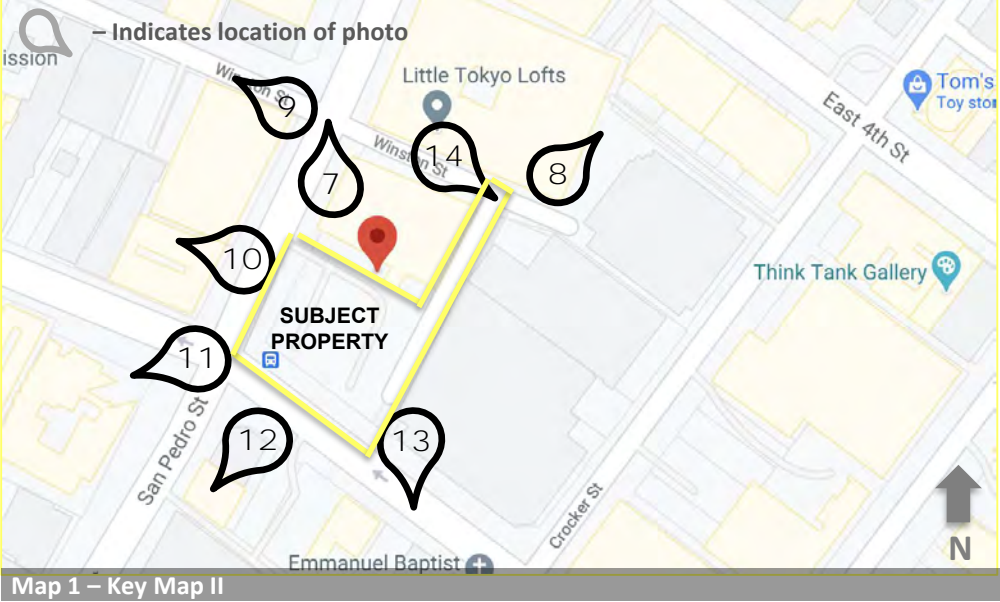 – Indicates location of photo
ission
Winston St
9
Little Tokyo Lofts
Tom's
Toy stor
East 4th St
Winston St
14
8
7
10
Think Tank Gallery
SUBJECT
PROPERTY
11
12
13
San Pedro St
Crocker St
N
Emmanuel Baptist
Map 1 – Key Map II